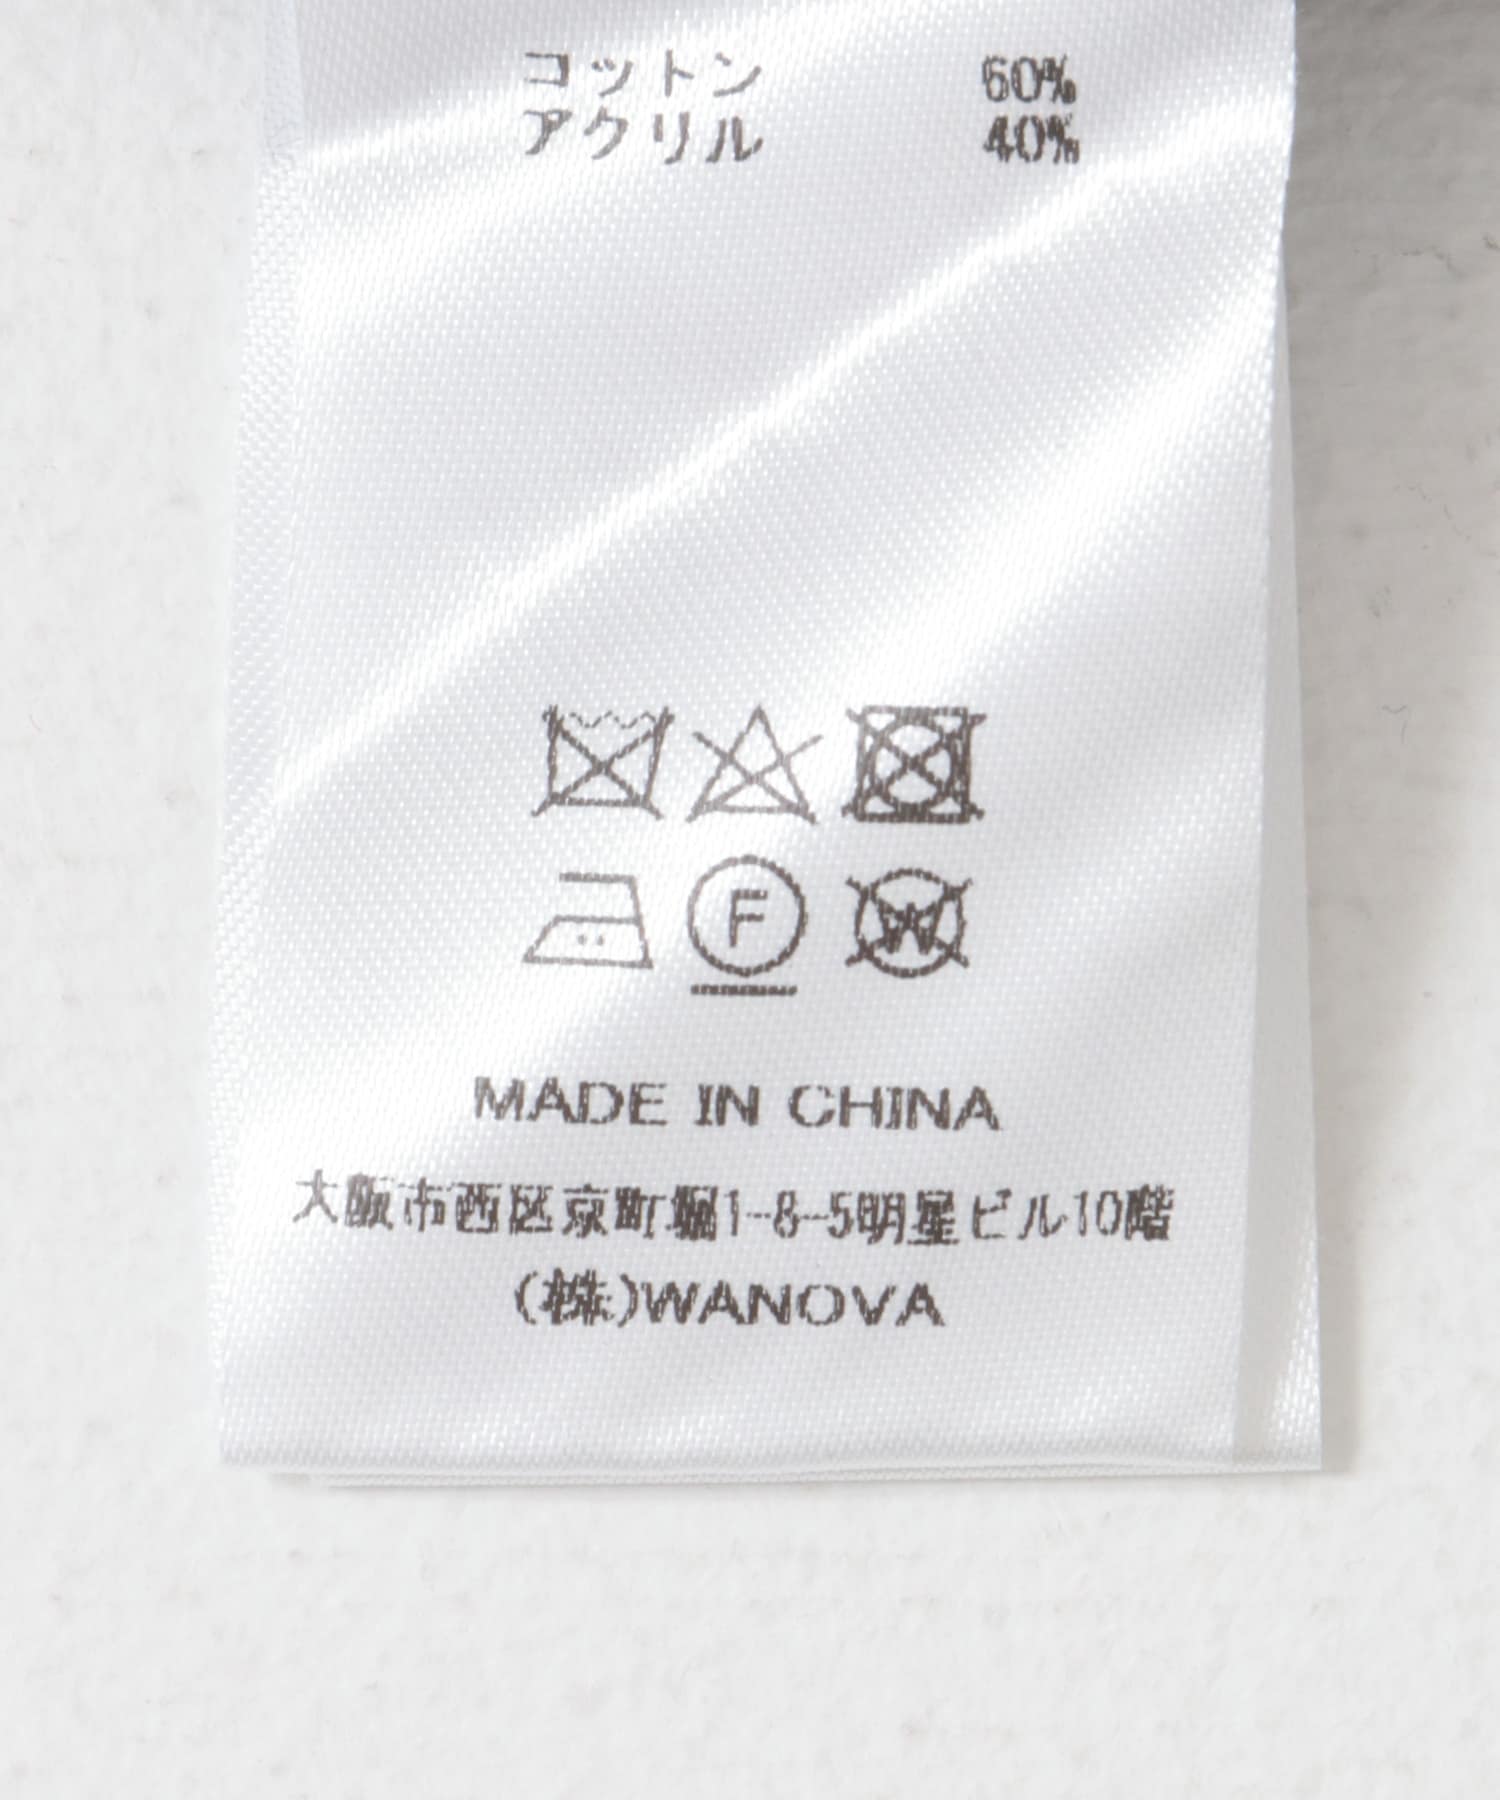 コットン 60%
アクリル 40%
F W
MADE IN CHINA
大阪市西区京町堀1-8-5明星ビル10階
(株)WANOVA